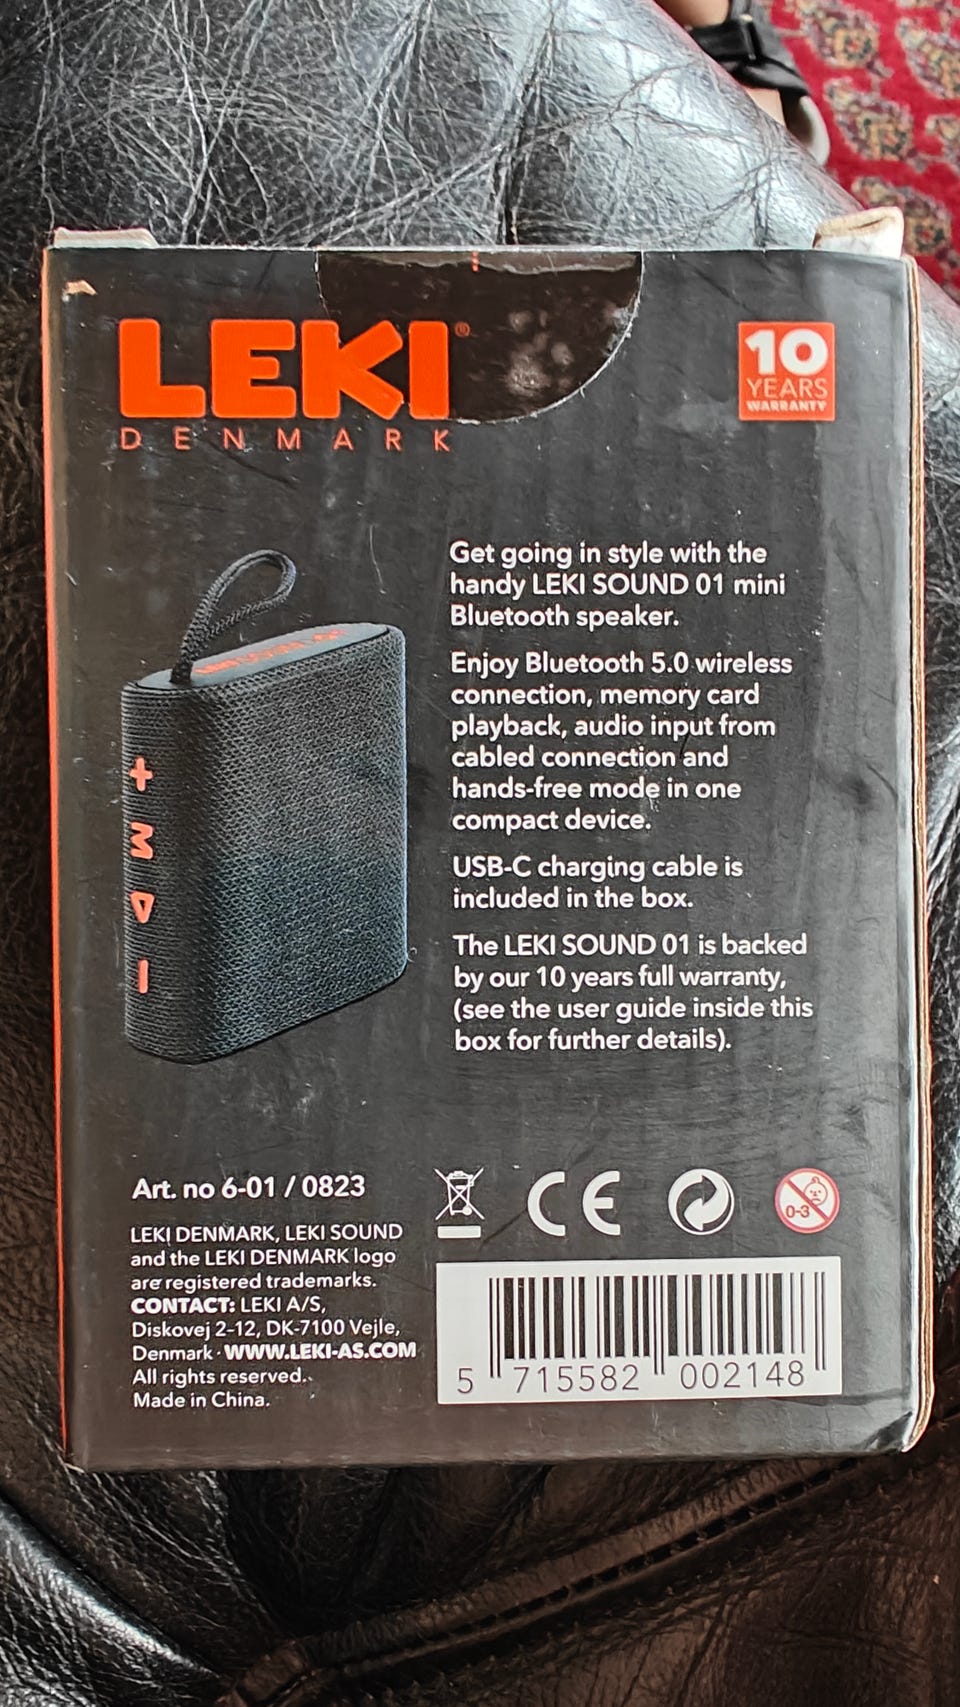 LEKI®
DENMARK
10
YEARS
WARRANTY
Get going in style with the
handy LEKI SOUND 01 mini
Bluetooth speaker.
Enjoy Bluetooth 5.0 wireless
connection, memory card
playback, audio input from
cabled connection and
hands-free mode in one
compact device.
USB-C charging cable is
included in the box.
The LEKI SOUND 01 is backed
by our 10 years full warranty,
(see the user guide inside this
box for further details).
Art. no 6-01 / 0823
LEKI DENMARK, LEKI SOUND
and the LEKI DENMARK logo
are registered trademarks.
CONTACT: LEKI A/S,
Diskovej 2-12, DK-7100 Vejle,
Denmark · WWW.LEKI-AS.COM
All rights reserved.
Made in China.
CE
0-3
5 715582 002148